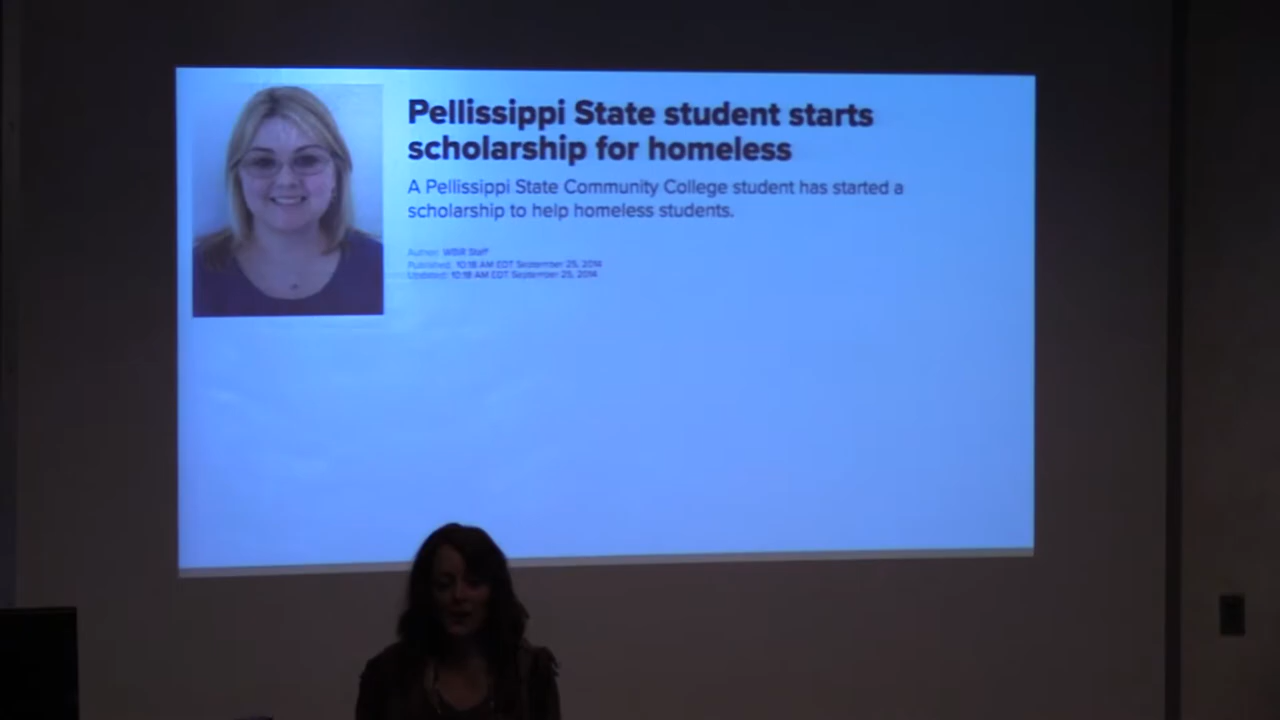 Pellissippi State student starts
scholarship for homeless
A Pellissippi State Community College student has started a
scholarship to help homeless students.
Author: WBIR Staff
Published: 10:18 AM EDT September 25, 2014
Updated: 10:18 AM EDT September 25, 2014